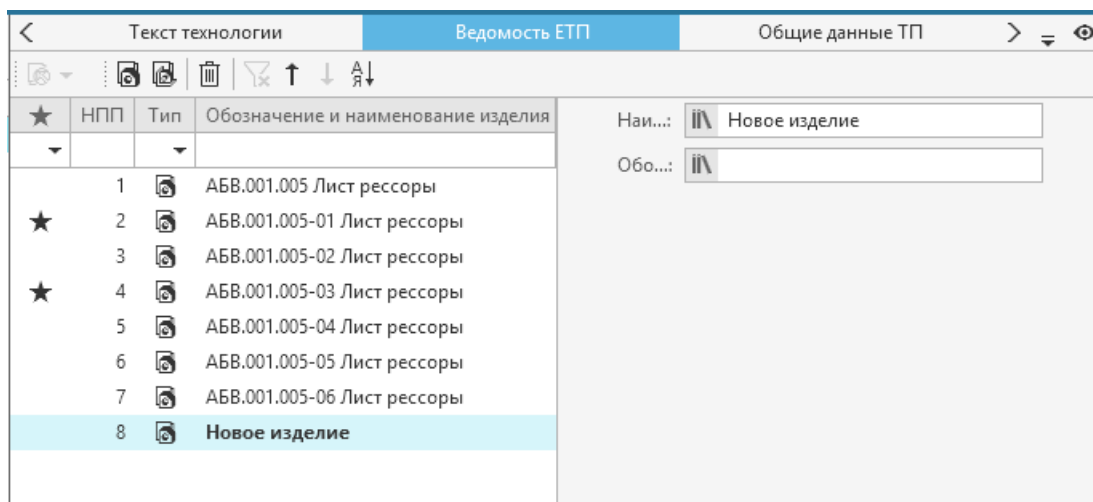 Текст технологии Ведомость ЕТП Общие данные ТП
А
Я
НПП Тип Обозначение и наименование изделия
Наи...: Новое изделие
Обо...:
1 АБВ.001.005 Лист рессоры
2 АБВ.001.005-01 Лист рессоры
3 АБВ.001.005-02 Лист рессоры
4 АБВ.001.005-03 Лист рессоры
5 АБВ.001.005-04 Лист рессоры
6 АБВ.001.005-05 Лист рессоры
7 АБВ.001.005-06 Лист рессоры
8 Новое изделие